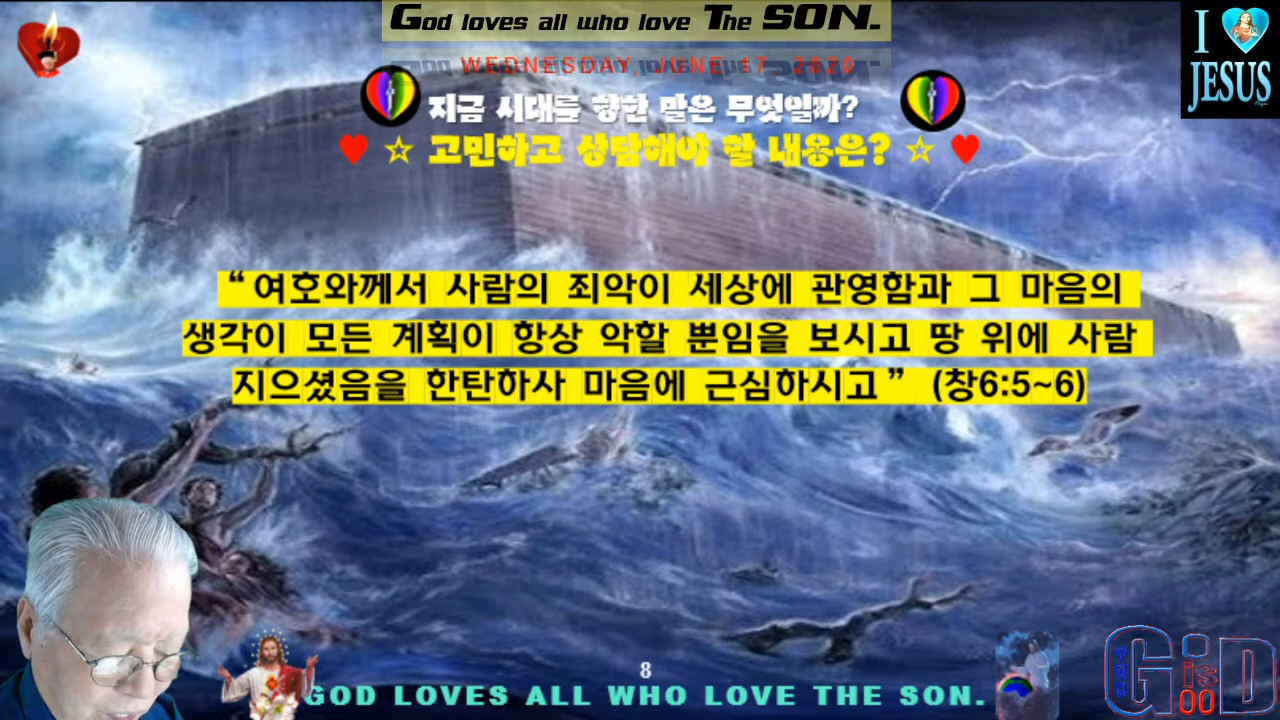 God loves all who love The SON.
I
JESUS
WEDNESDAY, JUNE 17, 2020
지금 시대를 향한 말은 무엇일까?
♥ ☆ 고민하고 상담해야 할 내용은? ☆ ♥
“여호와께서 사람의 죄악이 세상에 관영함과 그 마음의
생각이 모든 계획이 항상 악할 뿐임을 보시고 땅 위에 사람
지으셨음을 한탄하사 마음에 근심하시고” (창6:5~6)
8
GOD LOVES ALL WHO LOVE THE SON.